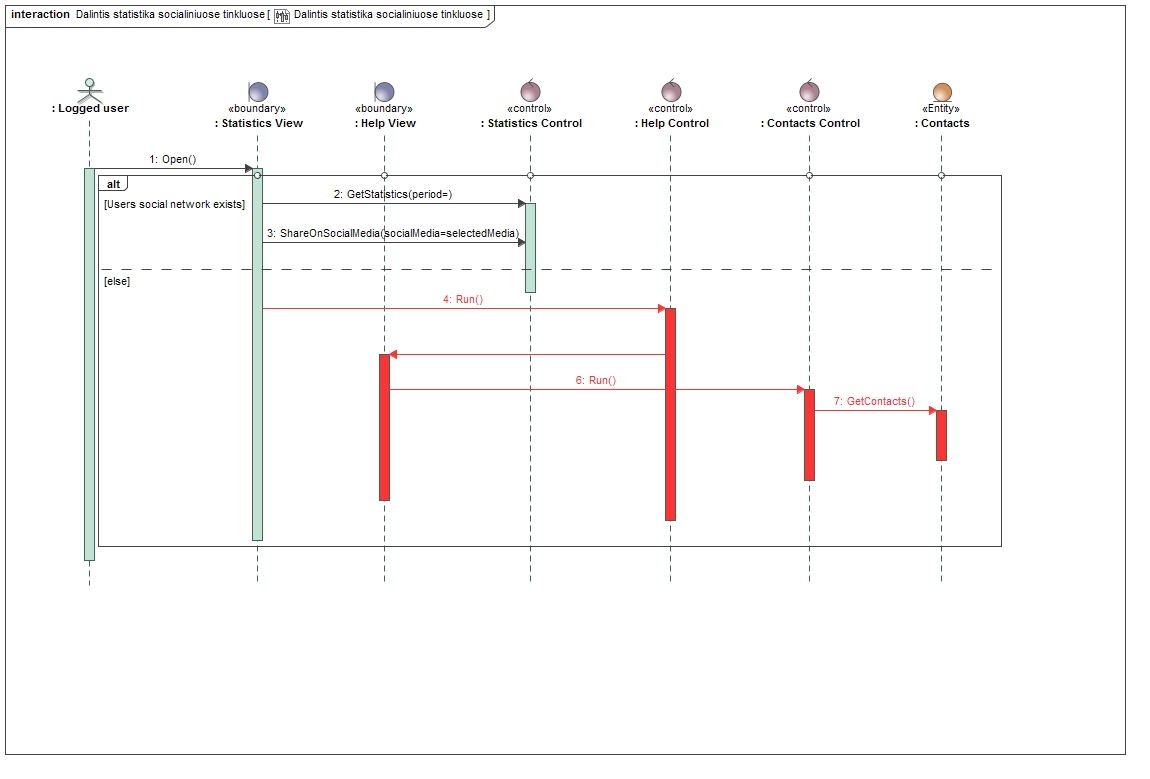 interaction Dalintis statistika socialiniuose tinkluose [ Dalintis statistika socialiniuose tinkluose ]
: Logged user
«boundary»
: Statistics View
«boundary»
: Help View
«control»
: Statistics Control
«control»
: Help Control
«control»
: Contacts Control
«Entity»
: Contacts
1: Open()
alt
2: GetStatistics(period=)
[Users social network exists]
3: ShareOnSocialMedia(socialMedia=selectedMedia)
[else]
4: Run()
6: Run()
7: GetContacts()